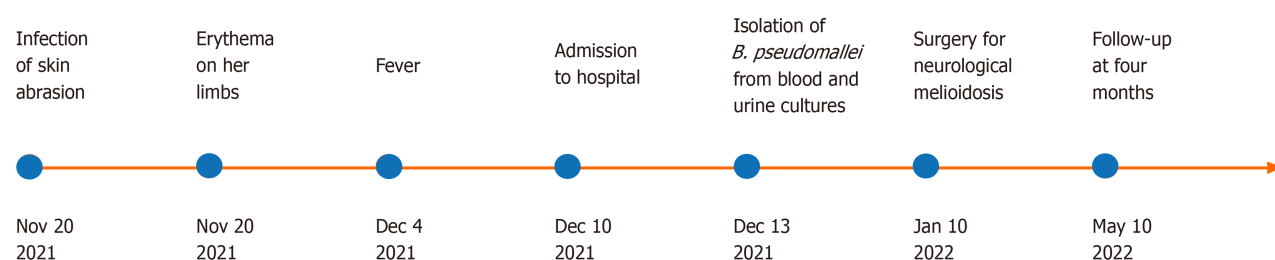 Infection
of skin
abrasion
Erythema
on her
limbs
Fever
Admission
to hospital
Isolation of
B. pseudomallei
from blood and
urine cultures
Surgery for
neurological
melioidosis
Follow-up
at four
months
Nov 20
2021
Nov 20
2021
Dec 4
2021
Dec 10
2021
Dec 13
2021
Jan 10
2022
May 10
2022